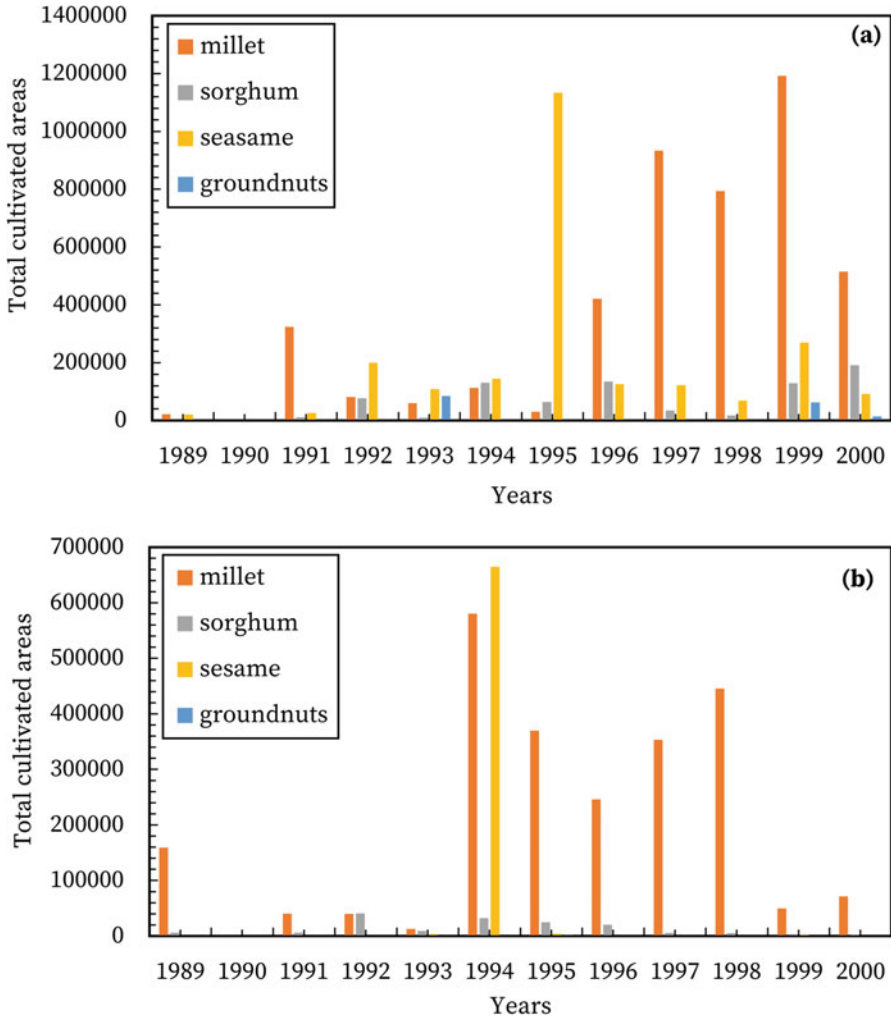 1400000
(a)
millet
1200000
sorghum
1000000
seasame
800000
groundnuts
600000
400000
200000
0
Total cultivated areas
1989 1990 1991 1992 1993 1994 1995 1996 1997 1998 1999 2000
Years
700000
(b)
millet
600000
sorghum
500000
sesame
400000
groundnuts
300000
200000
100000
0
Total cultivated areas
1989 1990 1991 1992 1993 1994 1995 1996 1997 1998 1999 2000
Years